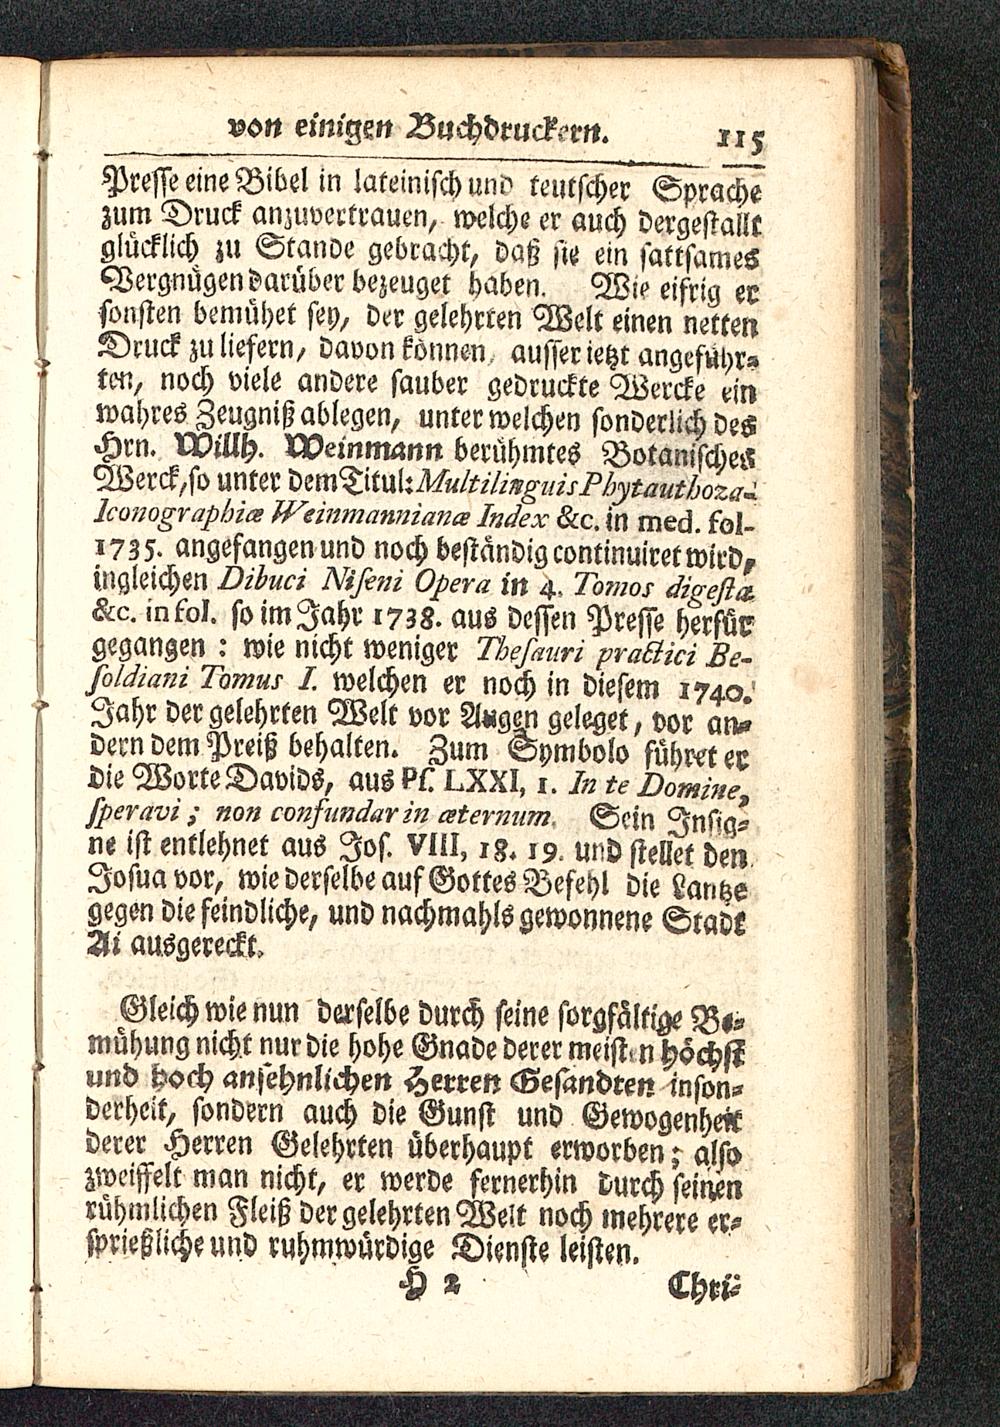 von einigen Buchdruckern. 115
Presse eine Bibel in lateinisch und teutscher Sprache
zum Druck anzuvertrauen, welche er auch dergestallt
glücklich zu Stande gebracht, daß sie ein sattsames
Vergnügen darüber bezeuget haben. Wie eifrig er
sonsten bemühet sey, der gelehrten Welt einen netten
Druck zu liefern, davon können, ausser ietzt angeführ-
ten, noch viele andere sauber gedruckte Wercke ein
wahres Zeugniß ablegen, unter welchen sonderlich des
Hrn. Willh. Weinmann berühmtes Botanisches
Werck, so unter dem Titul: Multilinguis Phytauthoza-
Iconographiæ Weinmannianæ Index &c. in med. fol-
1735. angefangen und noch beständig continuiret wird,
ingleichen Dibuci Niſeni Opera in 4. Tomos digesta
&c. in fol. so im Jahr 1738. aus dessen Presse herfür
gegangen : wie nicht weniger Theſauri practici Be-
ſoldiani Tomus I. welchen er noch in diesem 1740.
Jahr der gelehrten Welt vor Augen geleget, vor an-
dern dem Preiß behalten. Zum Symbolo führet er
die Worte Davids, aus Pſ. LXXI, 1. In te Domine,
ſperavi ; non confundar in æternum. Sein Insig-
ne ist entlehnet aus Jos. VIII, 18. 19. und stellet den
Josua vor, wie derselbe auf Gottes Befehl die Lantze
gegen die feindliche, und nachmahls gewonnene Stadt
Ai ausgereckt.
Gleich wie nun derselbe durch seine sorgfältige Be-
mühung nicht nur die hohe Gnade derer meisten höchst
und hoch ansehnlichen Herren Gesandten inson-
derheit, sondern auch die Gunst und Gewogenheit
derer Herren Gelehrten überhaupt erworben ; also
zweiffelt man nicht, er werde fernerhin durch seinen
rühmlichen Fleiß der gelehrten Welt noch mehrere er-
sprießliche und ruhmwürdige Dienste leisten.
H 2 Chri-